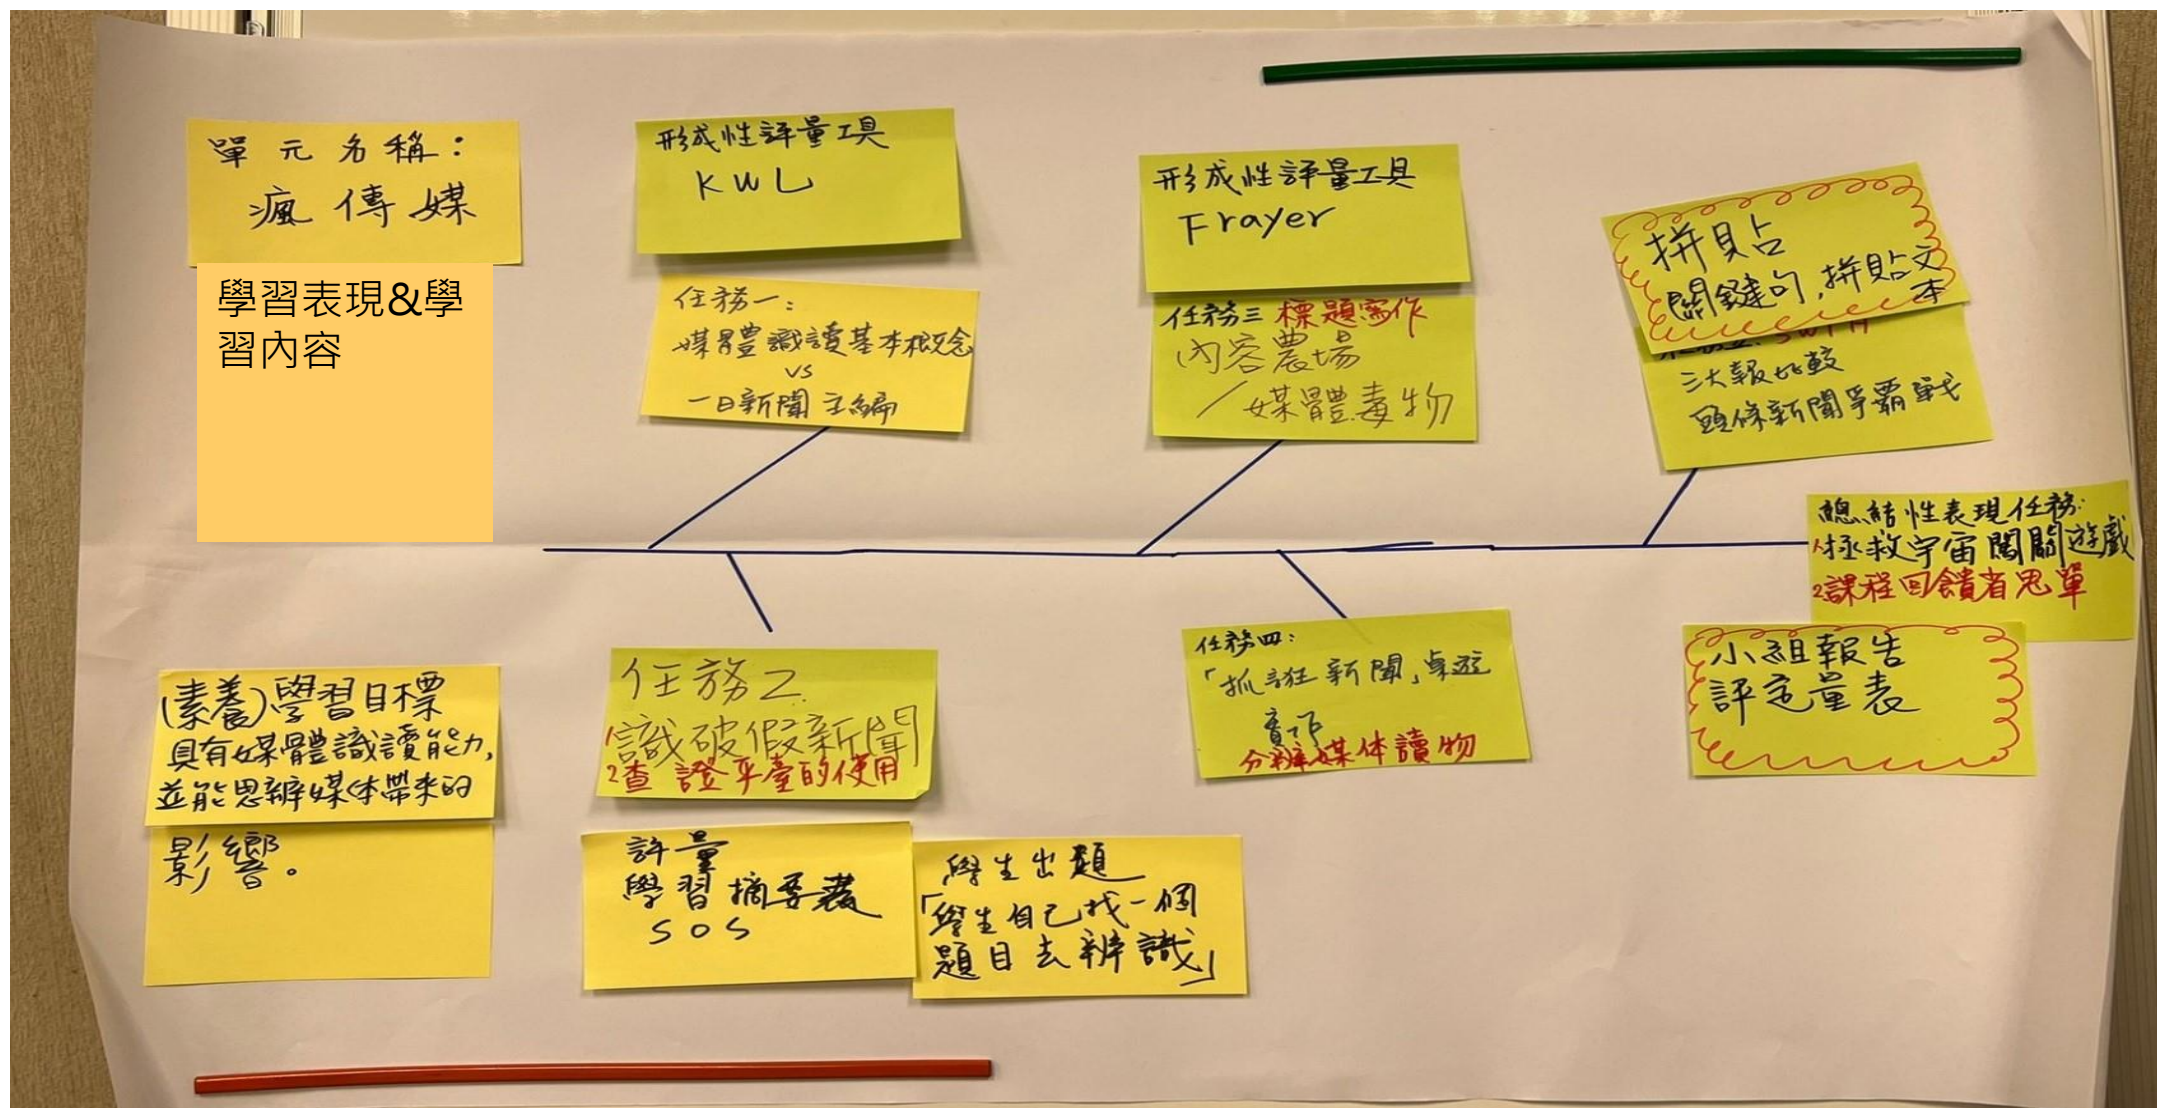 單元名稱：
瘋傳媒
學習表現&學
習內容
形成性評量工具
KWL
任務一：
媒體識讀基本概念
VS
一日新聞主編
形成性評量工具
Frayer
任務三 標題寫作
內容農場
／媒體毒物
拼貼
關鍵句，拼貼文
本
5W1H
三大報比較
頭條新聞爭霸戰
總結性表現任務：
1.拯救宇宙闖關遊戲
2.課程回饋省思單
(素養)學習目標
具有媒體識讀能力，
並能思辨媒体帶來的
影響。
任務2.
1.識破假新聞
2.查證平臺的使用
評量
學習摘要表
SOS
學生出題
「學生自己找一個
題目去辨識」
任務四：
「抓誑新聞」桌遊
實作
分辨媒体讀物
小組報告
評定量表